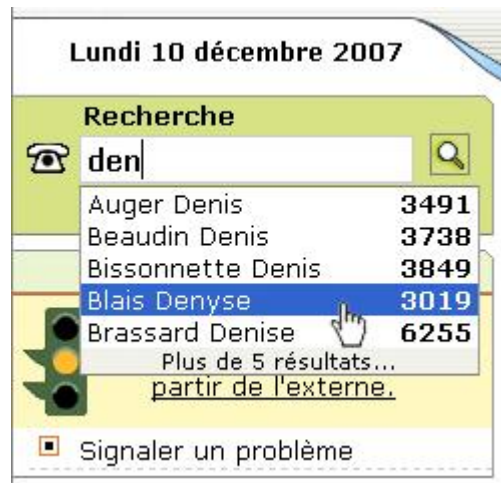 Lundi 10 décembre 2007
Recherche
den
Auger Denis 3491
Beaudin Denis 3738
Bissonnette Denis 3849
Blais Denyse 3019
Brassard Denise 6255
Plus de 5 résultats...
partir de l'externe.
Signaler un problème